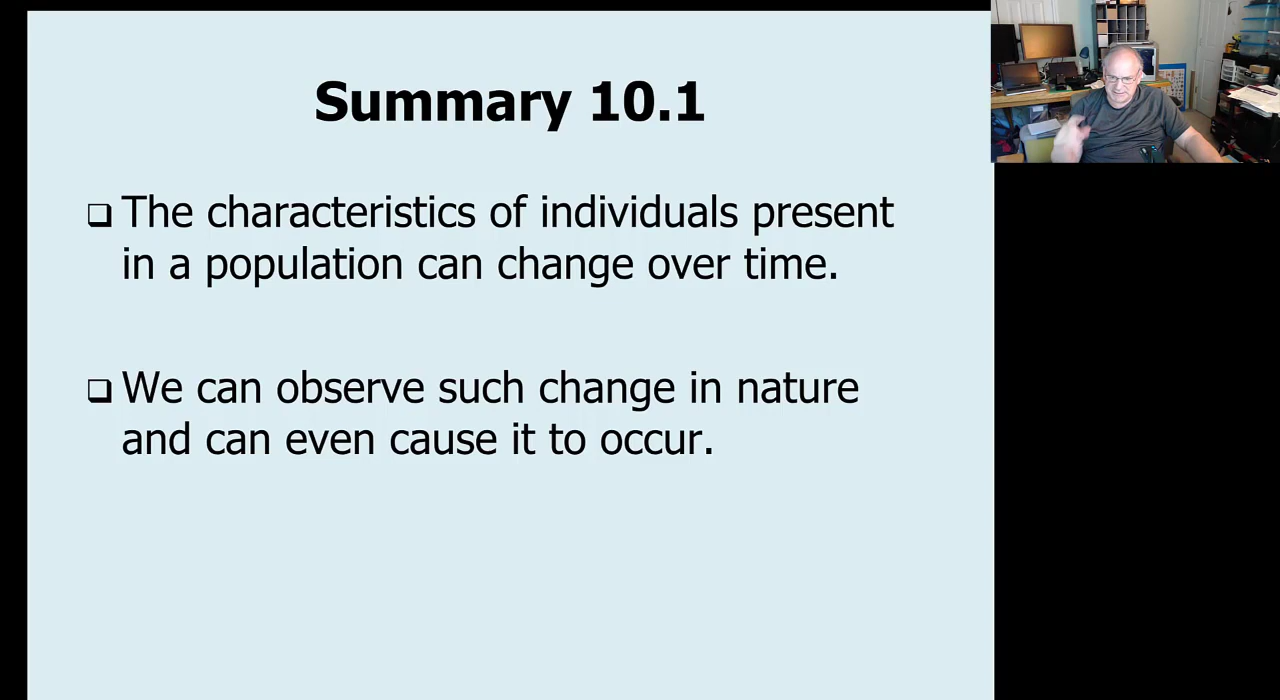 Summary 10.1
❑ The characteristics of individuals present
in a population can change over time.
❑ We can observe such change in nature
and can even cause it to occur.